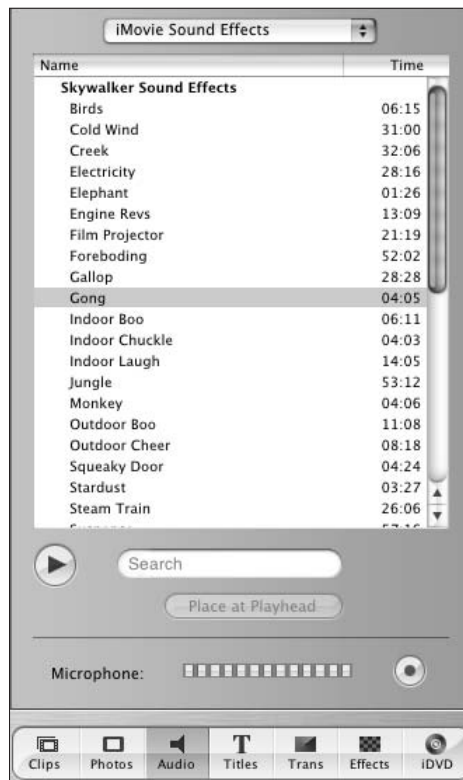 iMovie Sound Effects
Name Time
Skywalker Sound Effects
Birds 06:15
Cold Wind 31:00
Creek 32:06
Electricity 28:16
Elephant 01:26
Engine Revs 13:09
Film Projector 21:19
Foreboding 52:02
Gallop 28:28
Gong 04:05
Indoor Boo 06:11
Indoor Chuckle 04:03
Indoor Laugh 14:05
Jungle 53:12
Monkey 04:06
Outdoor Boo 11:08
Outdoor Cheer 08:18
Squeaky Door 04:24
Stardust 03:27
Steam Train 26:06
Search
Place at Playhead
Microphone:
Clips Photos Audio Titles Trans Effects iDVD